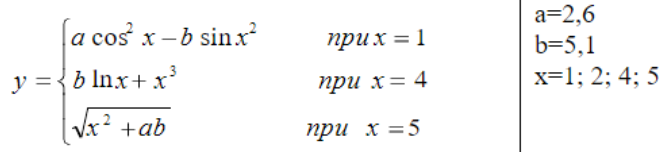 y = { a cos² x – b sin x² при x = 1
b ln x + x³ при x = 4
√(x² + ab) при x = 5
a=2,6
b=5,1
x=1; 2; 4; 5